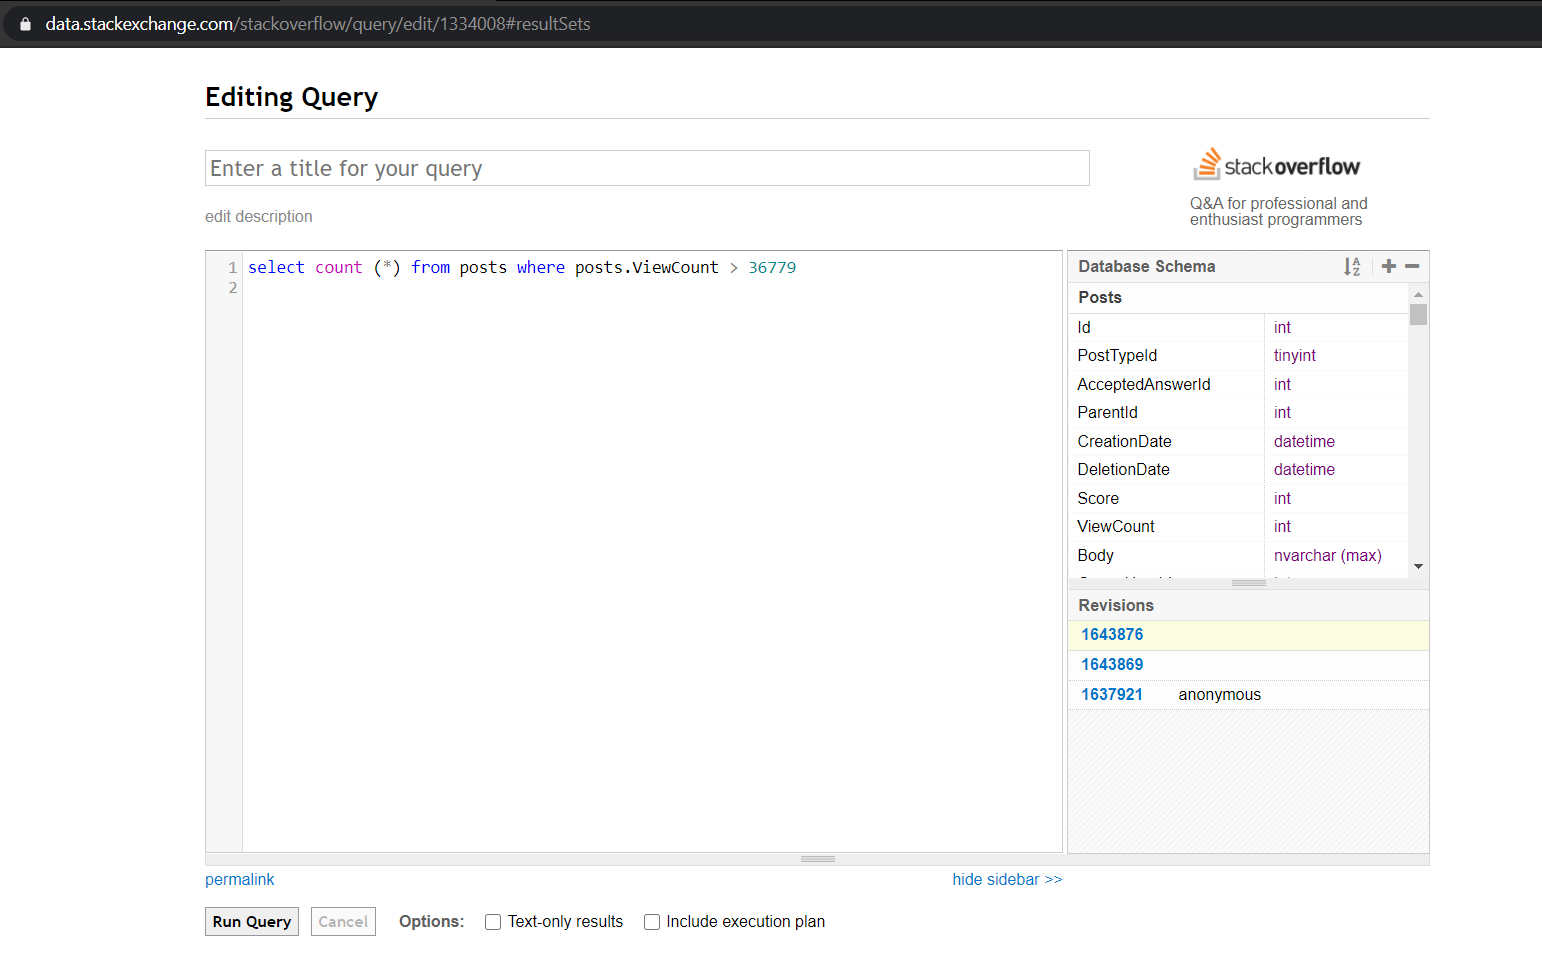 data.stackexchange.com/stackoverflow/query/edit/1334008#resultSets
Editing Query
Enter a title for your query
edit description
stackoverflow
Q&A for professional and
enthusiast programmers
1 select count (*) from posts where posts.ViewCount > 36779
2
Database Schema
Posts
Id int
PostTypeId tinyint
AcceptedAnswerId int
ParentId int
CreationDate datetime
DeletionDate datetime
Score int
ViewCount int
Body nvarchar (max)
Revisions
1643876
1643869
1637921 anonymous
permalink
hide sidebar >>
Run Query Cancel Options: Text-only results Include execution plan